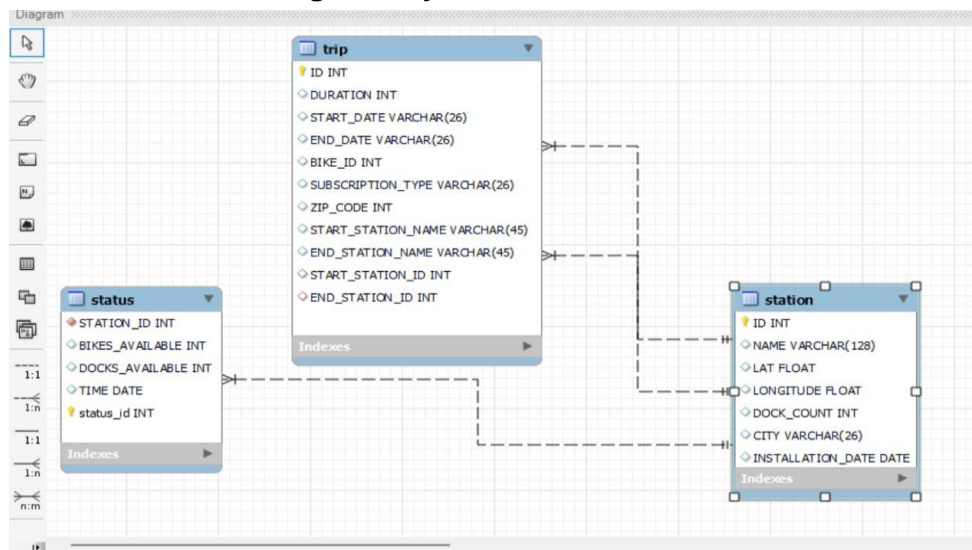 Diagram
trip
ID INT
DURATION INT
START_DATE VARCHAR(26)
END_DATE VARCHAR(26)
BIKE_ID INT
SUBSCRIPTION_TYPE VARCHAR(26)
ZIP_CODE INT
START_STATION_NAME VARCHAR(45)
END_STATION_NAME VARCHAR(45)
START_STATION_ID INT
END_STATION_ID INT
Indexes
status
STATION_ID INT
BIKES_AVAILABLE INT
DOCKS_AVAILABLE INT
TIME DATE
status_id INT
Indexes
station
ID INT
NAME VARCHAR(128)
LAT FLOAT
LONGITUDE FLOAT
DOCK_COUNT INT
CITY VARCHAR(26)
INSTALLATION_DATE DATE
Indexes
1:1
1:n
1:1
1:n
n:m